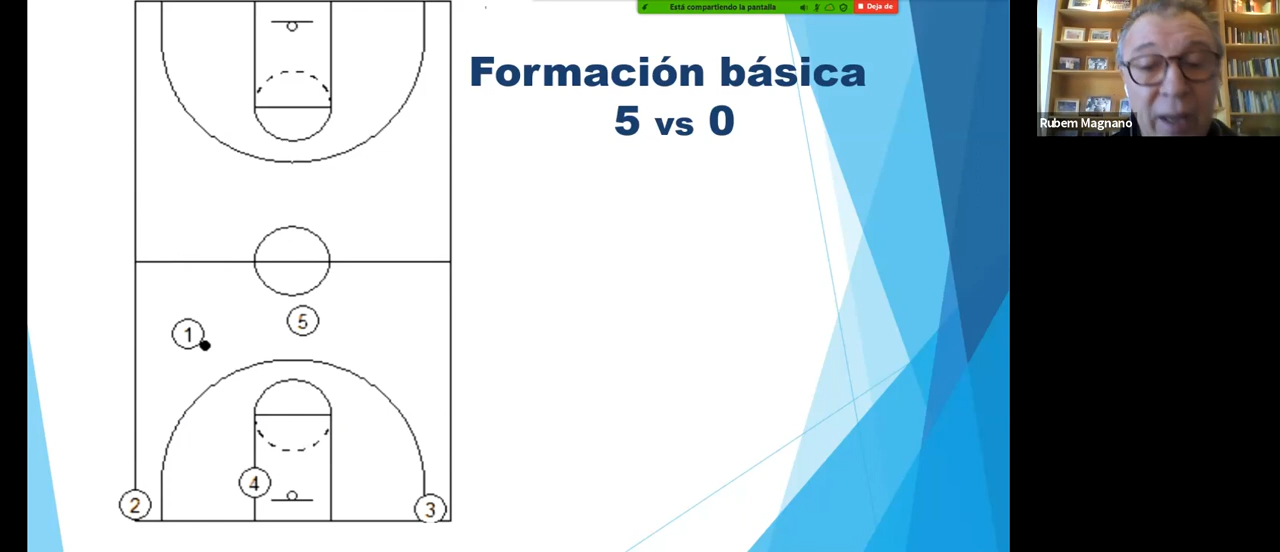 Está compartiendo la pantalla
Deja de
Formación básica
5 vs 0
Rubem Magnano
1
5
4
2
3